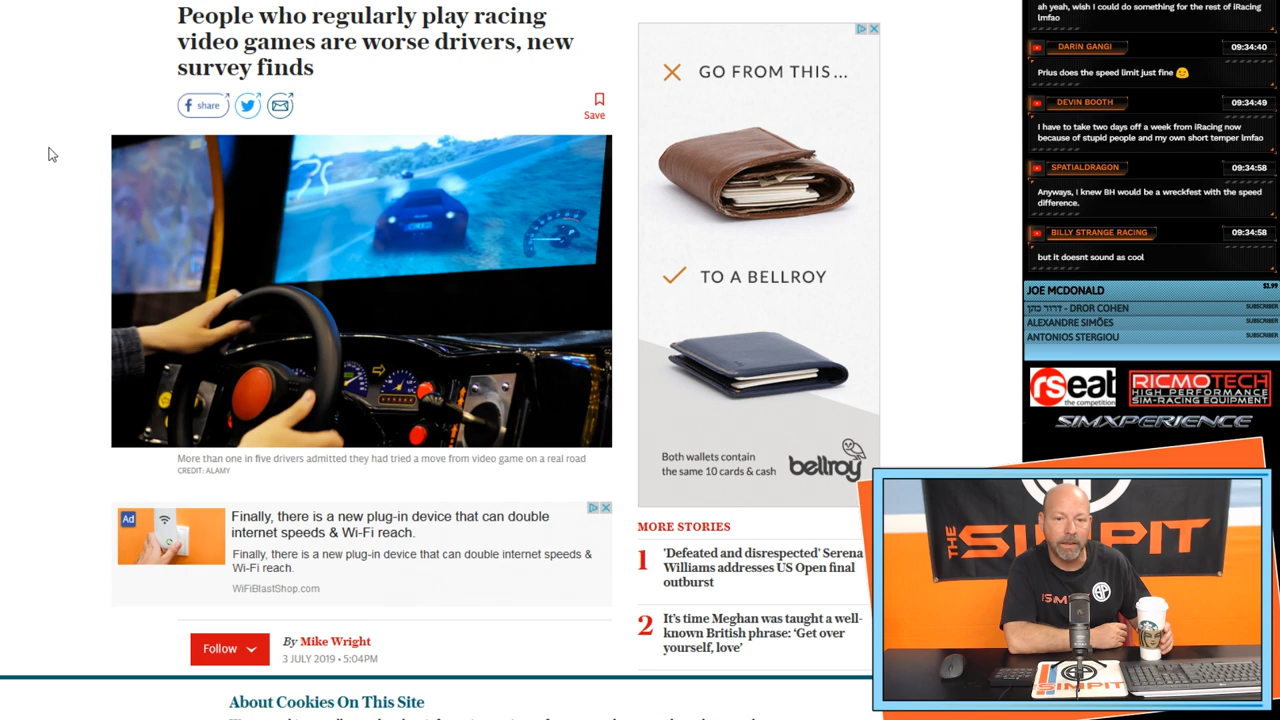 People who regularly play racing
video games are worse drivers, new
survey finds
share
Save
More than one in five drivers admitted they had tried a move from video game on a real road
CREDIT: ALAMY
Ad
Finally, there is a new plug-in device that can double
internet speeds & Wi-Fi reach.
Finally, there is a new plug-in device that can double internet speeds &
Wi-Fi reach.
WiFiBlastShop.com
Follow
By Mike Wright
3 JULY 2019 • 5:04PM
About Cookies On This Site
GO FROM THIS...
TO A BELLROY
Both wallets contain
the same 10 cards & cash
bellroy
MORE STORIES
1
'Defeated and disrespected' Serena
Williams addresses US Open final
outburst
2
It's time Meghan was taught a well-
known British phrase: 'Get over
yourself, love'
ah yeah, wish I could do something for the rest of iRacing
lmfao
DARIN GANGI 09:34:40
Prius does the speed limit just fine
DEVIN BOOTH 09:34:49
I have to take two days off a week from iRacing now
because of stupid people and my own short temper lmfao
SPATIALDRAGON 09:34:58
Anyways, I knew BH would be a wreckfest with the speed
difference.
BILLY STRANGE RACING 09:34:58
but it doesnt sound as cool
JOE MCDONALD $1.99
דרור כהן - DROR COHEN SUBSCRIBER
ALEXANDRE SIMÕES SUBSCRIBER
ANTONIOS STERGIOU SUBSCRIBER
rseat
the competition
RICMOTECH
HIGH PERFORMANCE
SIM-RACING EQUIPMENT
SIMXPERIENCE
THE SIMPIT
SIMPIT